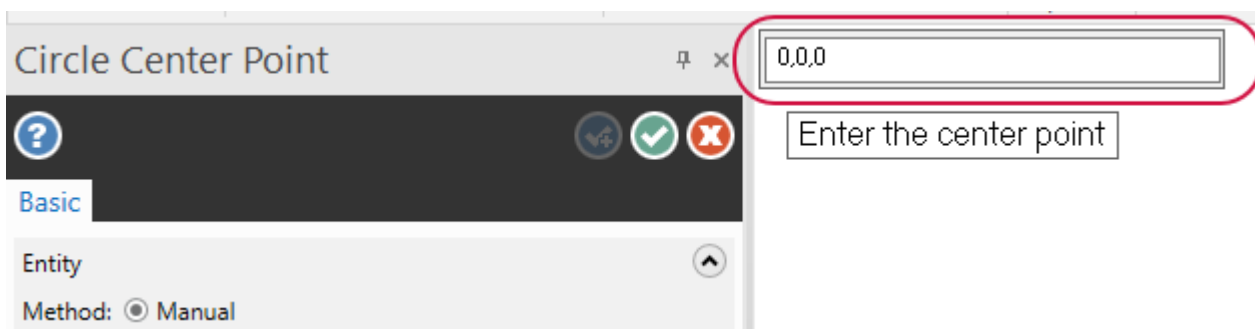 Circle Center Point
0,0,0
Enter the center point
Basic
Entity
Method: Manual